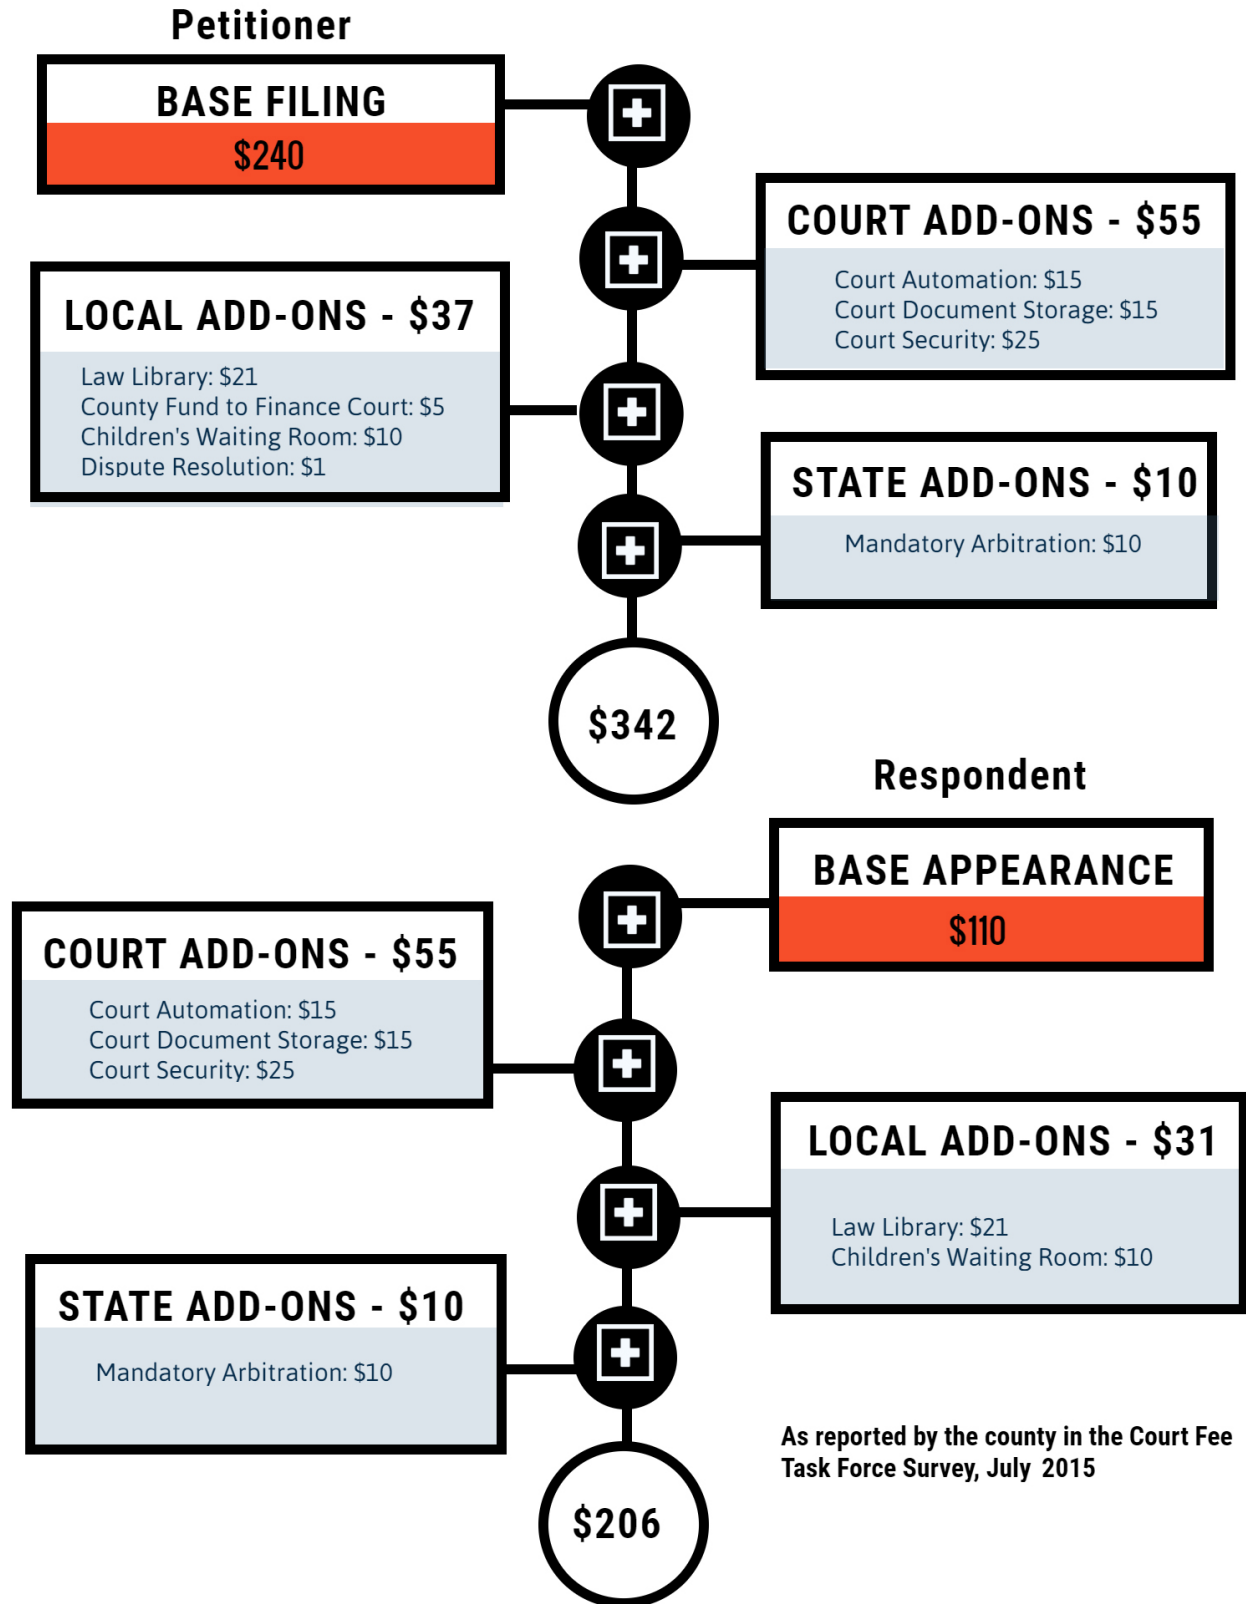 Petitioner
BASE FILING
$240
COURT ADD-ONS - $55
Court Automation: $15
Court Document Storage: $15
Court Security: $25
LOCAL ADD-ONS - $37
Law Library: $21
County Fund to Finance Court: $5
Children's Waiting Room: $10
Dispute Resolution: $1
STATE ADD-ONS - $10
Mandatory Arbitration: $10
$342
Respondent
BASE APPEARANCE
$110
COURT ADD-ONS - $55
Court Automation: $15
Court Document Storage: $15
Court Security: $25
LOCAL ADD-ONS - $31
Law Library: $21
Children's Waiting Room: $10
STATE ADD-ONS - $10
Mandatory Arbitration: $10
$206
As reported by the county in the Court Fee
Task Force Survey, July 2015